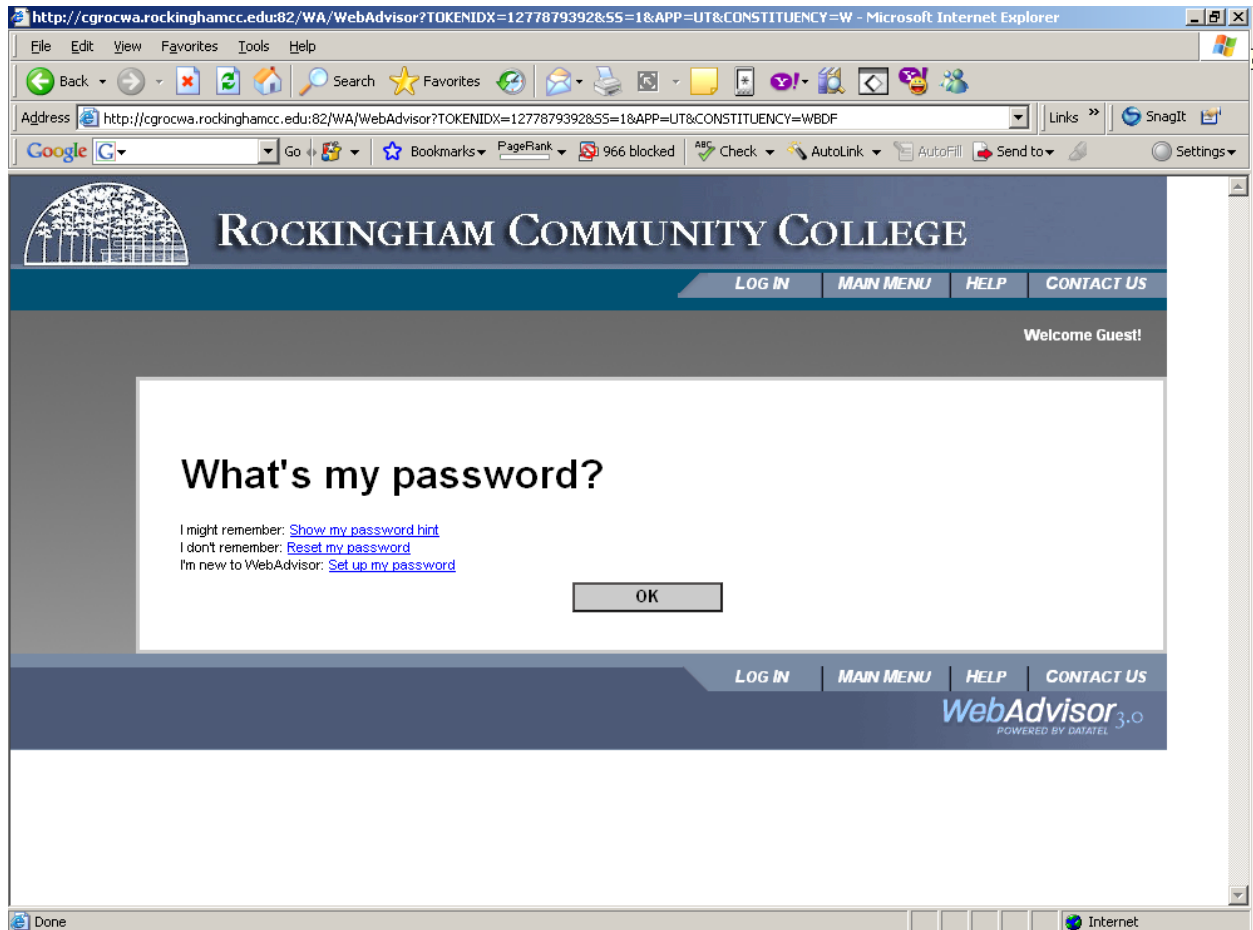 http://cgrocwa.rockinghamcc.edu:82/WA/WebAdvisor?TOKENIDX=1277879392&SS=1&APP=UT&CONSTITUENCY=W - Microsoft Internet Explorer
File Edit View Favorites Tools Help
Back Search Favorites
Address http://cgrocwa.rockinghamcc.edu:82/WA/WebAdvisor?TOKENIDX=1277879392&SS=1&APP=UT&CONSTITUENCY=WBDF Links » SnagIt
Google G Go Bookmarks PageRank 966 blocked ABC Check AutoLink AutoFill Send to Settings
ROCKINGHAM COMMUNITY COLLEGE
LOG IN MAIN MENU HELP CONTACT US
Welcome Guest!
What's my password?
I might remember: Show my password hint
I don't remember: Reset my password
I'm new to WebAdvisor: Set up my password
OK
LOG IN MAIN MENU HELP CONTACT US
WebAdvisor 3.0
POWERED BY DATATEL
Done Internet